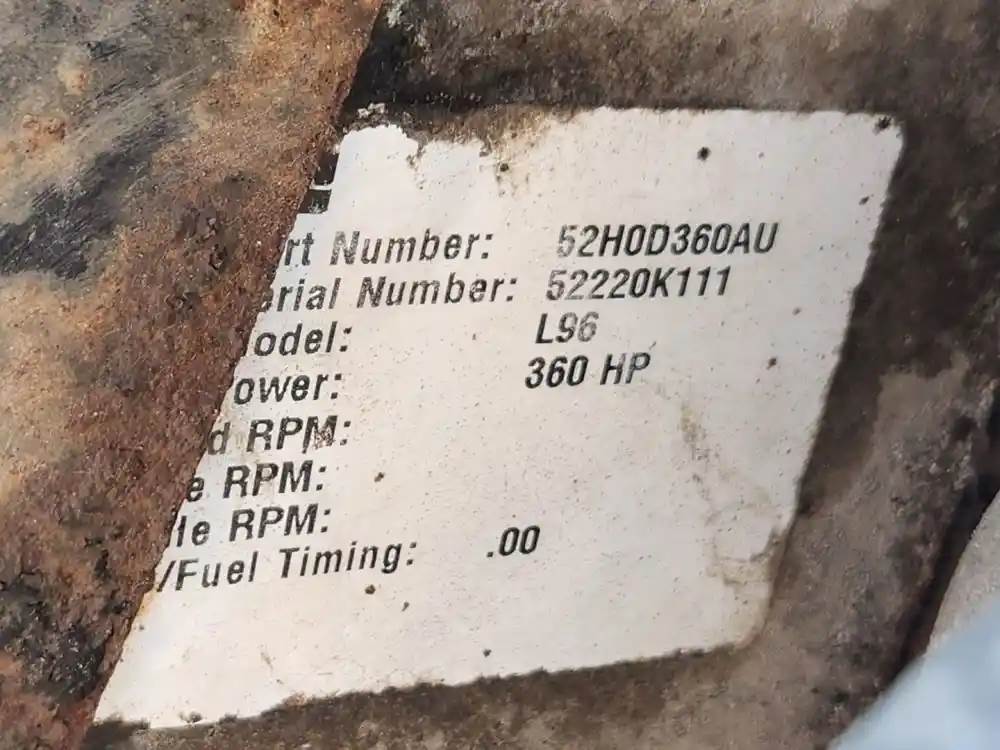 rt Number: 52H0D360AU
erial Number: 52220K111
odel: L96
ower: 360 HP
d RPM:
e RPM:
le RPM:
/Fuel Timing: .00